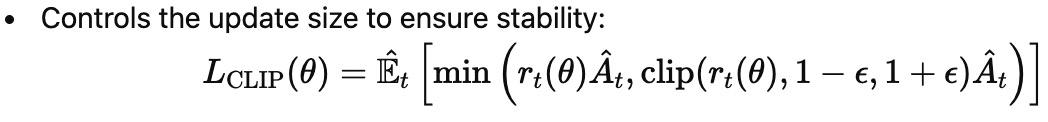 • Controls the update size to ensure stability:
L_CLIP(θ) = Ê_t [min (r_t(θ)Â_t, clip(r_t(θ), 1 − ϵ, 1 + ϵ)Â_t)]